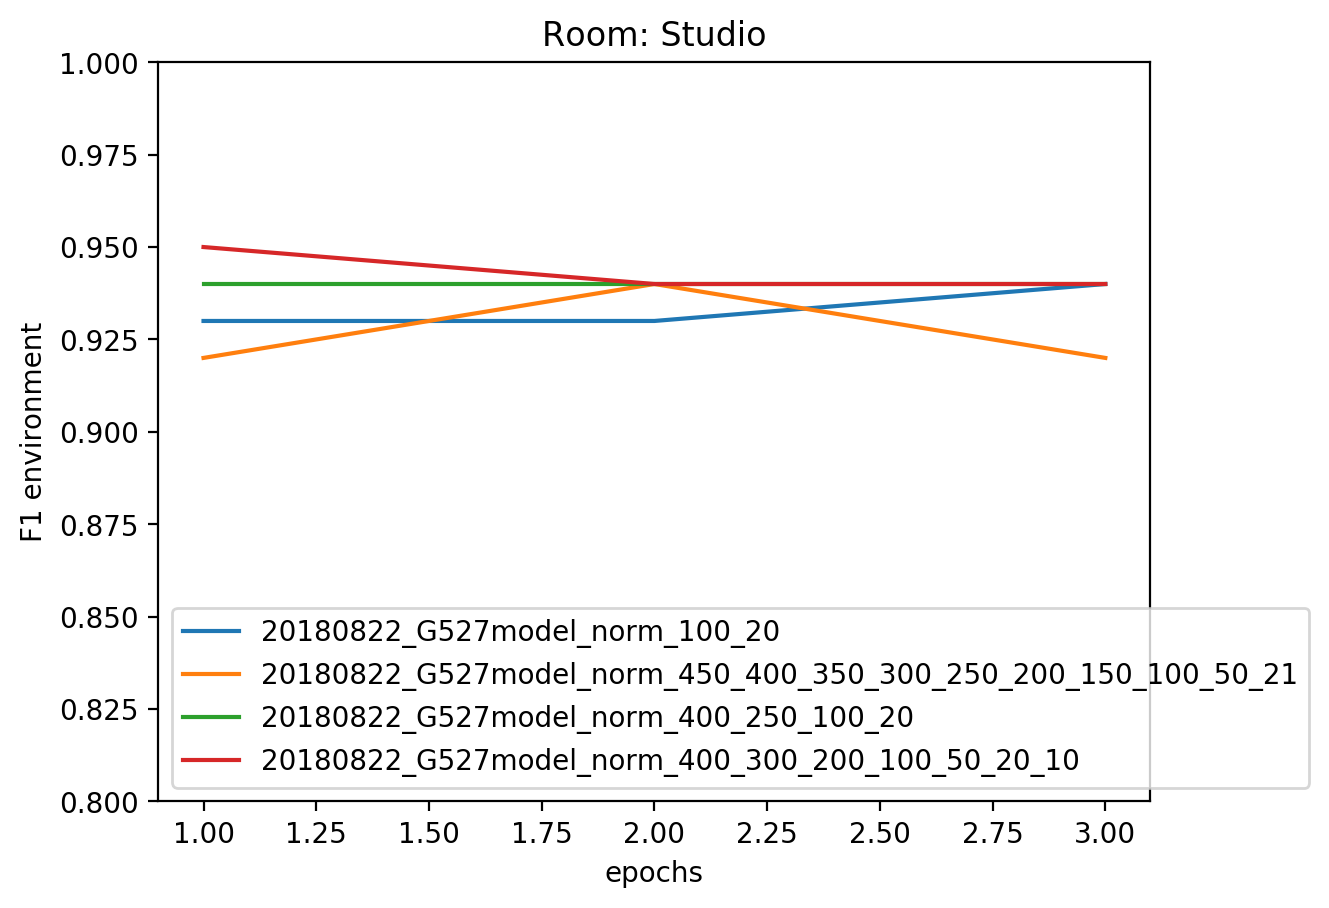 Room: Studio
1.000
0.975
0.950
0.925
0.900
0.875
0.850
0.825
0.800
F1 environment
20180822_G527model_norm_100_20
20180822_G527model_norm_450_400_350_300_250_200_150_100_50_21
20180822_G527model_norm_400_250_100_20
20180822_G527model_norm_400_300_200_100_50_20_10
1.00 1.25 1.50 1.75 2.00 2.25 2.50 2.75 3.00
epochs